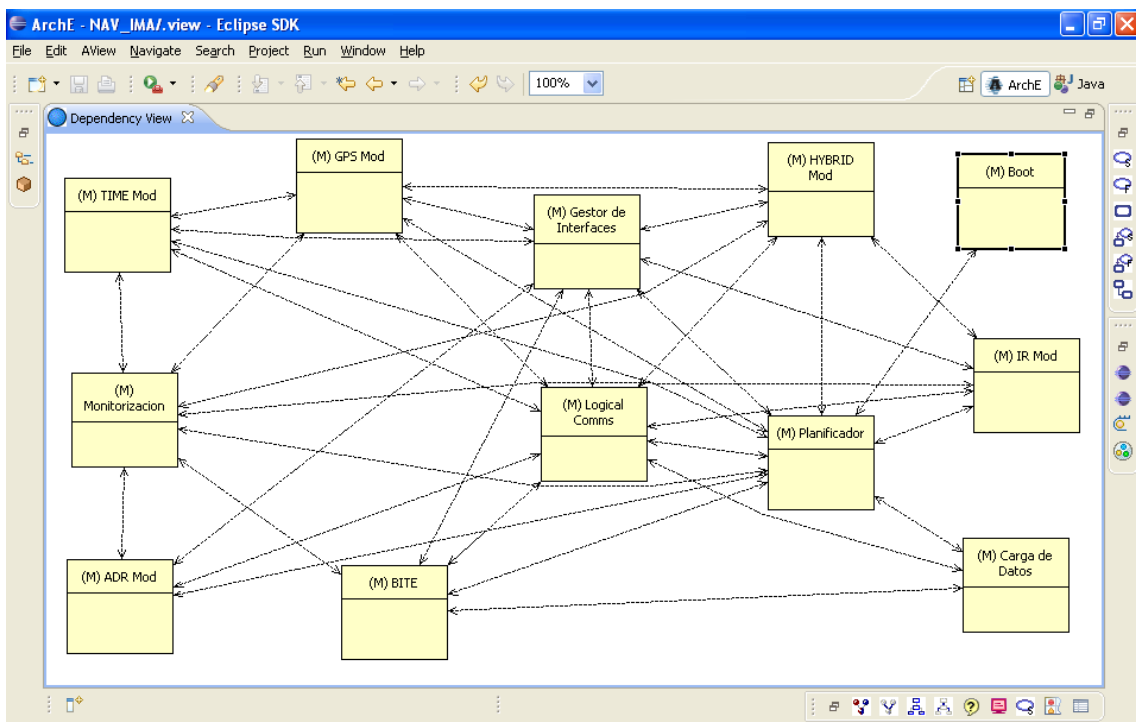 ArchE - NAV_IMA/.view - Eclipse SDK
File Edit AView Navigate Search Project Run Window Help
100%
ArchE
Java
Dependency View
(M) GPS Mod
(M) HYBRID
Mod
(M) Boot
(M) TIME Mod
(M) Gestor de
Interfaces
(M) IR Mod
(M)
Monitorizacion
(M) Logical
Comms
(M) Planificador
(M) ADR Mod
(M) BITE
(M) Carga de
Datos